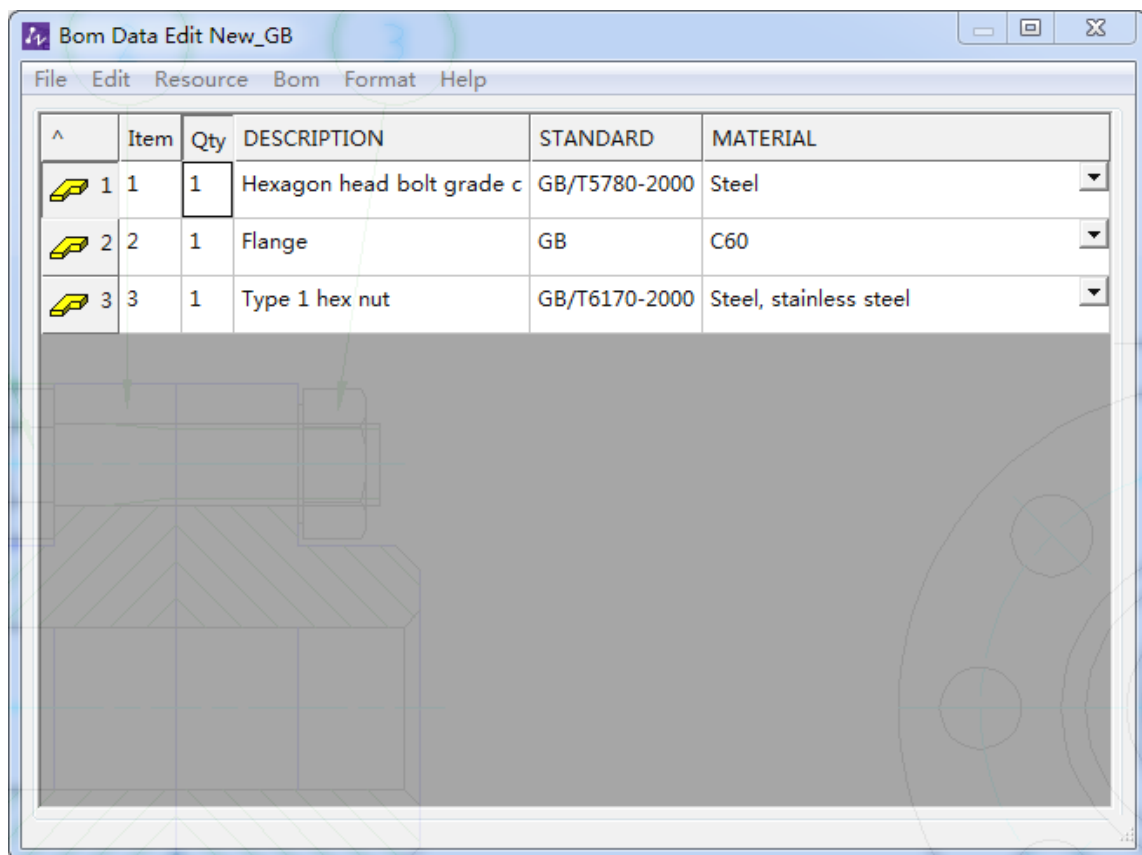 Bom Data Edit New_GB
3
File Edit Resource Bom Format Help
^ Item Qty DESCRIPTION STANDARD MATERIAL
1 1 1 Hexagon head bolt grade c GB/T5780-2000 Steel
2 2 1 Flange GB C60
3 3 1 Type 1 hex nut GB/T6170-2000 Steel, stainless steel